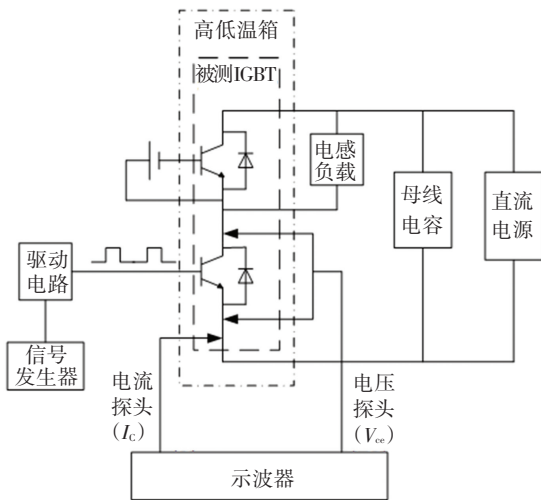 高低温箱
被测IGBT
电感
负载
母线
电容
直流
电源
驱动
电路
信号
发生器
电流
探头
(I_C)
电压
探头
(V_ce)
示波器